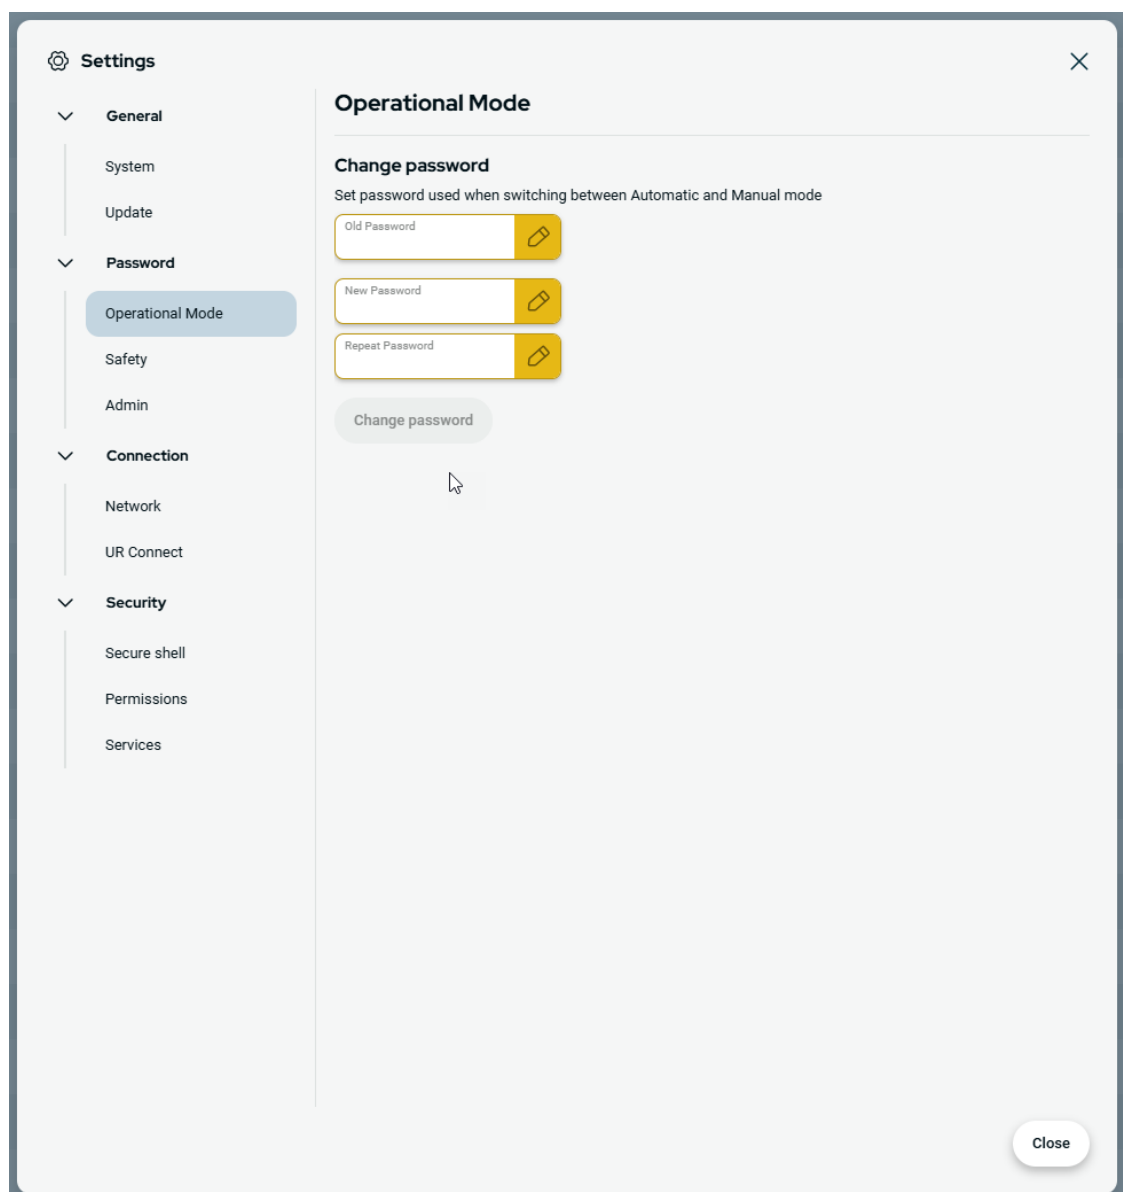 Settings
General
System
Update
Password
Operational Mode
Safety
Admin
Connection
Network
UR Connect
Security
Secure shell
Permissions
Services
Operational Mode
Change password
Set password used when switching between Automatic and Manual mode
Old Password
New Password
Repeat Password
Change password
Close